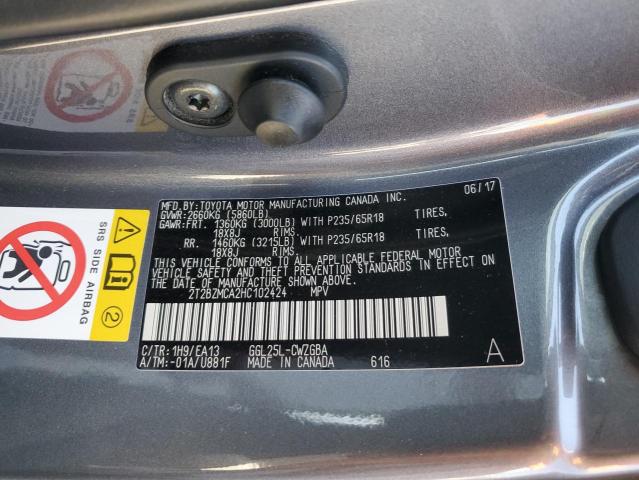 MFD. BY: TOYOTA MOTOR MANUFACTURING CANADA INC. 06/17
GVWR: 2660KG (5860LB)
GAWR: FRT. 1360KG (3000LB) WITH P235/65R18 TIRES,
18X8J RIMS,
RR. 1460KG (3215LB) WITH P235/65R18 TIRES,
18X8J RIMS,
THIS VEHICLE CONFORMS TO ALL APPLICABLE FEDERAL MOTOR
VEHICLE SAFETY AND THEFT PREVENTION STANDARDS IN EFFECT ON
THE DATE OF MANUFACTURE SHOWN ABOVE.
2T2BZMCA2HC102424 MPV
C/TR: 1H9/EA13 GGL25L-CWZGBA
A/TM: -01A/U881F MADE IN CANADA 616
A
SRS SIDE AIRBAG
2